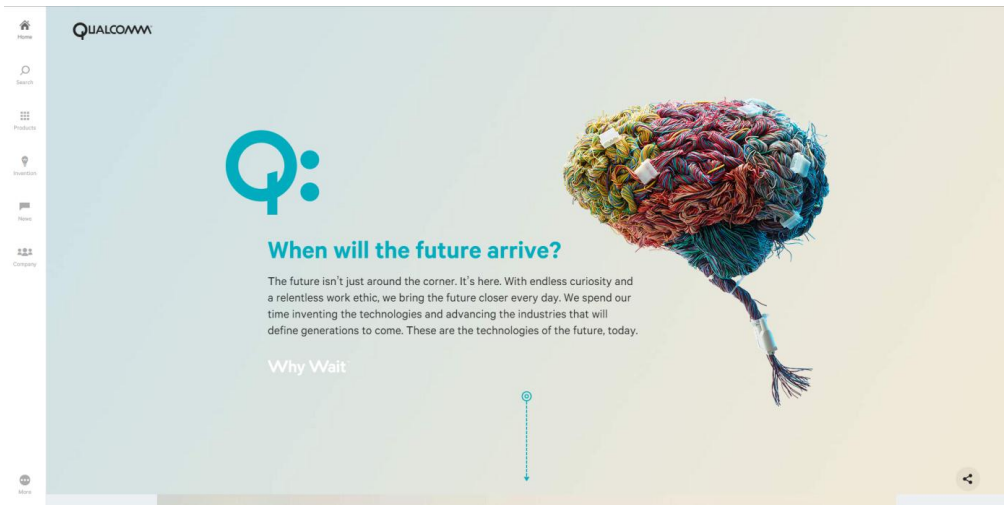 Home
Search
Products
Invention
News
Company
More
QUALCOMM
Q:
When will the future arrive?
The future isn't just around the corner. It's here. With endless curiosity and
a relentless work ethic, we bring the future closer every day. We spend our
time inventing the technologies and advancing the industries that will
define generations to come. These are the technologies of the future, today.
Why Wait